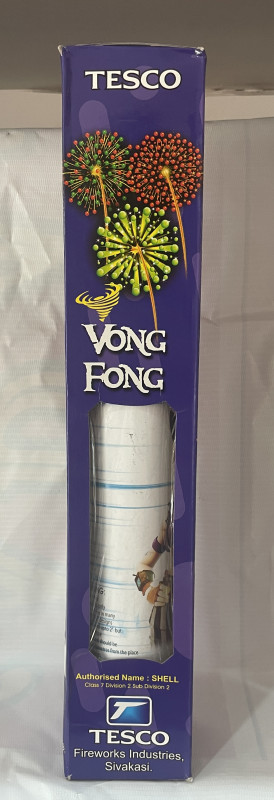 TESCO
VONG
FONG
Authorised Name : SHELL
Class 7 Division 2 Sub Division 2
TESCO
Fireworks Industries,
Sivakasi.